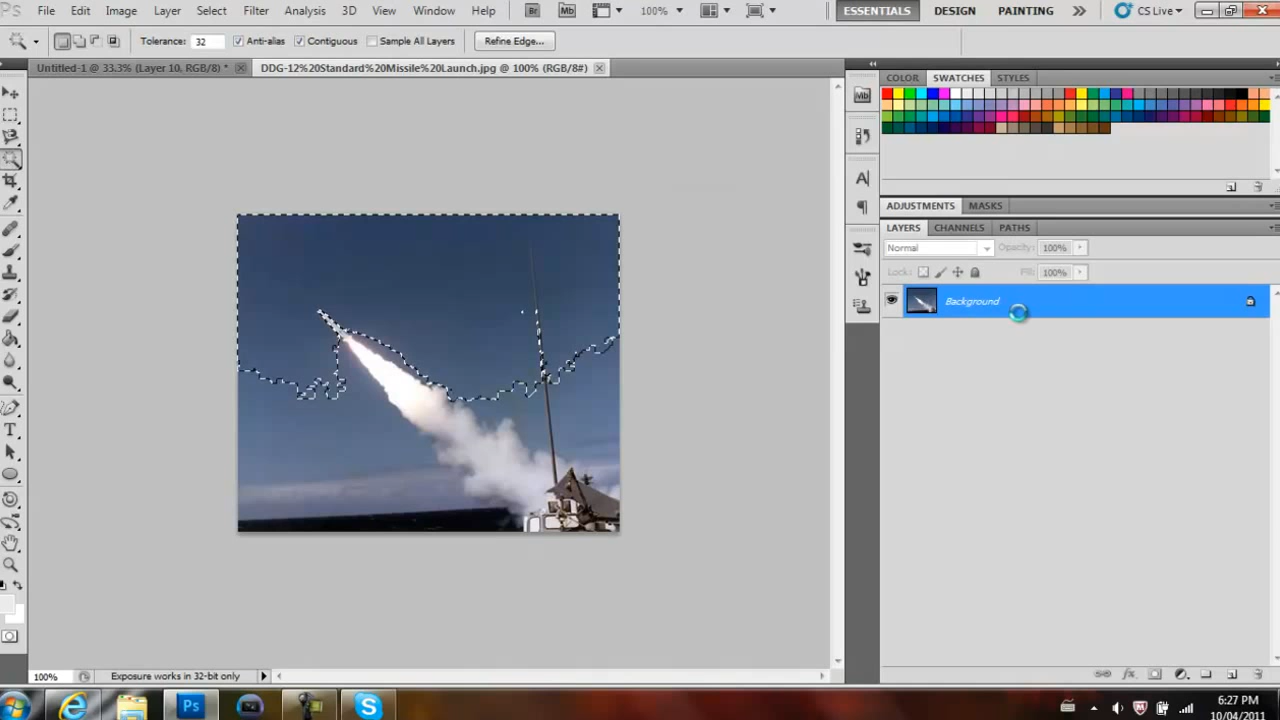 Ps File Edit Image Layer Select Filter Analysis 3D View Window Help Br Mb 100% ESSENTIALS DESIGN PAINTING CS Live
Tolerance: 32 Anti-alias Contiguous Sample All Layers Refine Edge...
Untitled-1 @ 33.3% (Layer 10, RGB/8) * DDG-12%20Standard%20Missile%20Launch.jpg @ 100% (RGB/8#)
COLOR SWATCHES STYLES
Mb
A
ADJUSTMENTS MASKS
LAYERS CHANNELS PATHS
Normal Opacity: 100%
Lock: Fill: 100%
Background
T
100% Exposure works in 32-bit only
fx
Ps
6:27 PM
10/04/2011